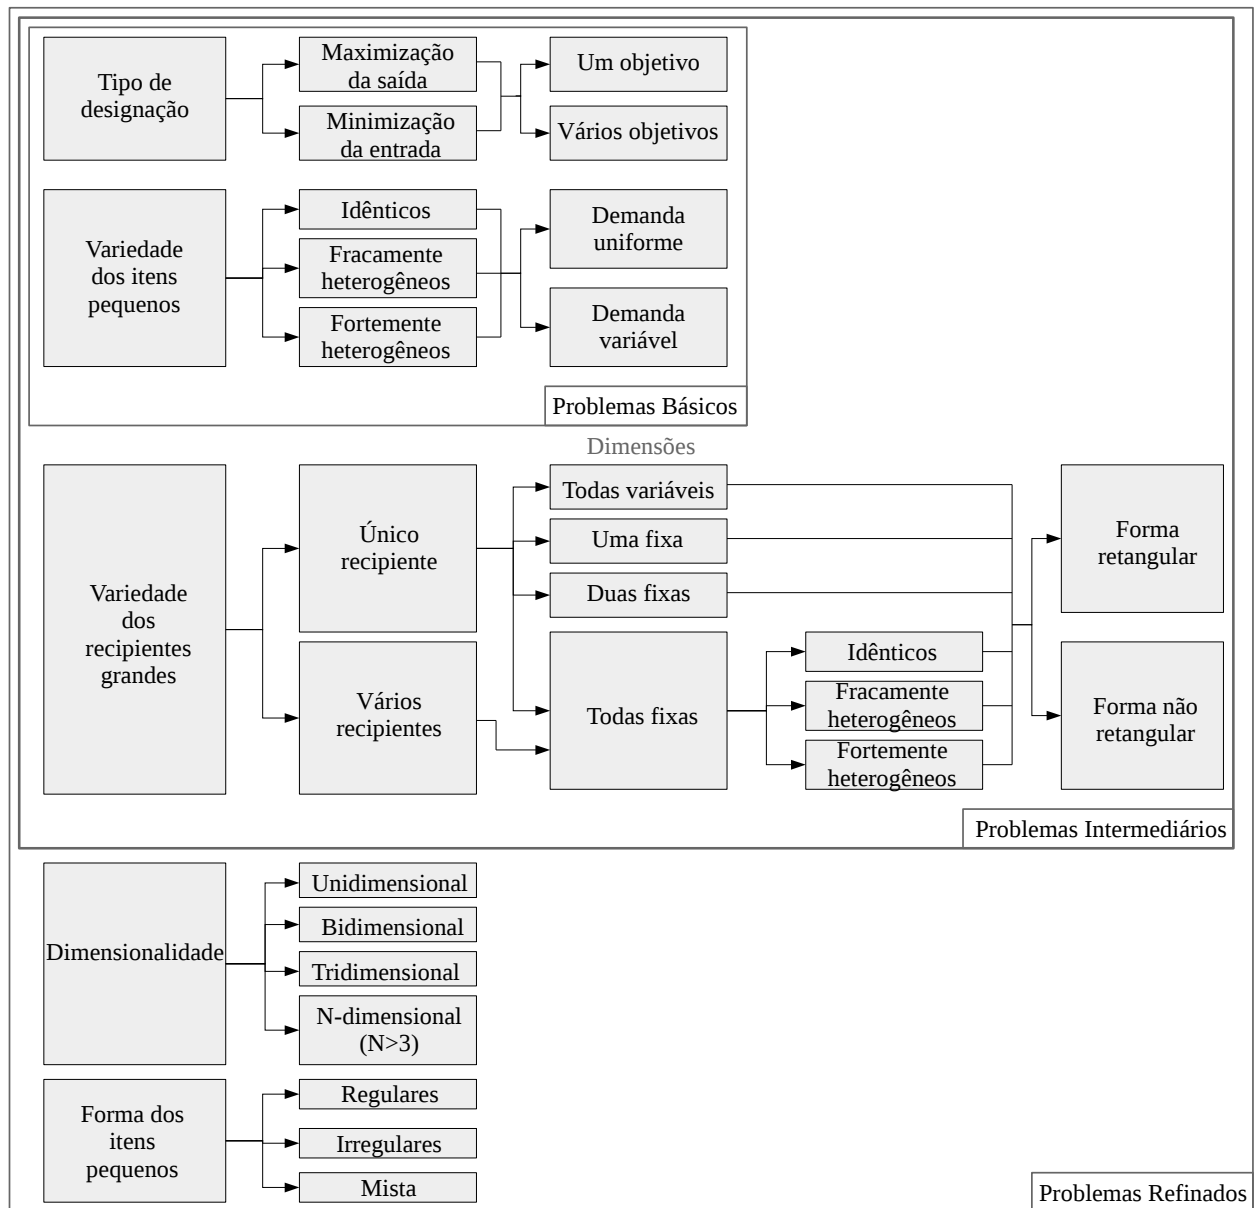 Tipo de
designação
Maximização
da saída
Minimização
da entrada
Um objetivo
Vários objetivos
Variedade
dos itens
pequenos
Idênticos
Fracamente
heterogêneos
Fortemente
heterogêneos
Demanda
uniforme
Demanda
variável
Problemas Básicos
Dimensões
Variedade
dos
recipientes
grandes
Único
recipiente
Vários
recipientes
Todas variáveis
Uma fixa
Duas fixas
Todas fixas
Idênticos
Fracamente
heterogêneos
Fortemente
heterogêneos
Forma
retangular
Forma não
retangular
Problemas Intermediários
Dimensionalidade
Unidimensional
Bidimensional
Tridimensional
N-dimensional
(N>3)
Forma dos
itens
pequenos
Regulares
Irregulares
Mista
Problemas Refinados